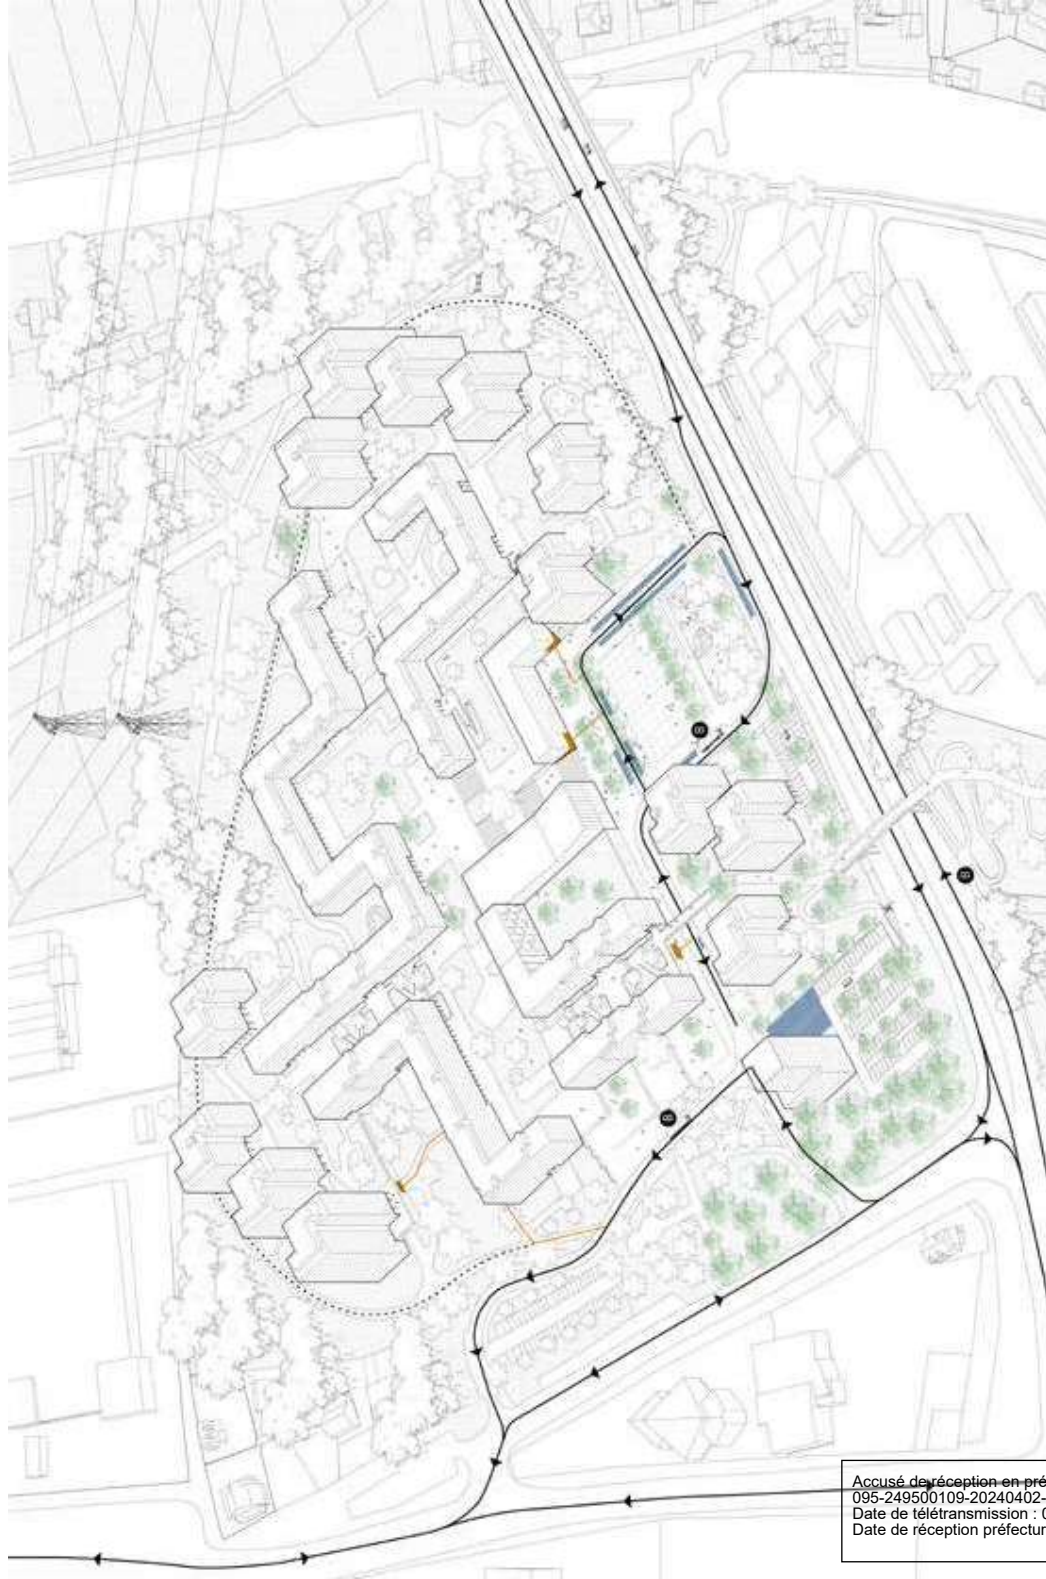 Accusé de réception en pré
095-249500109-20240402-
Date de télétransmission : 0
Date de réception préfectur